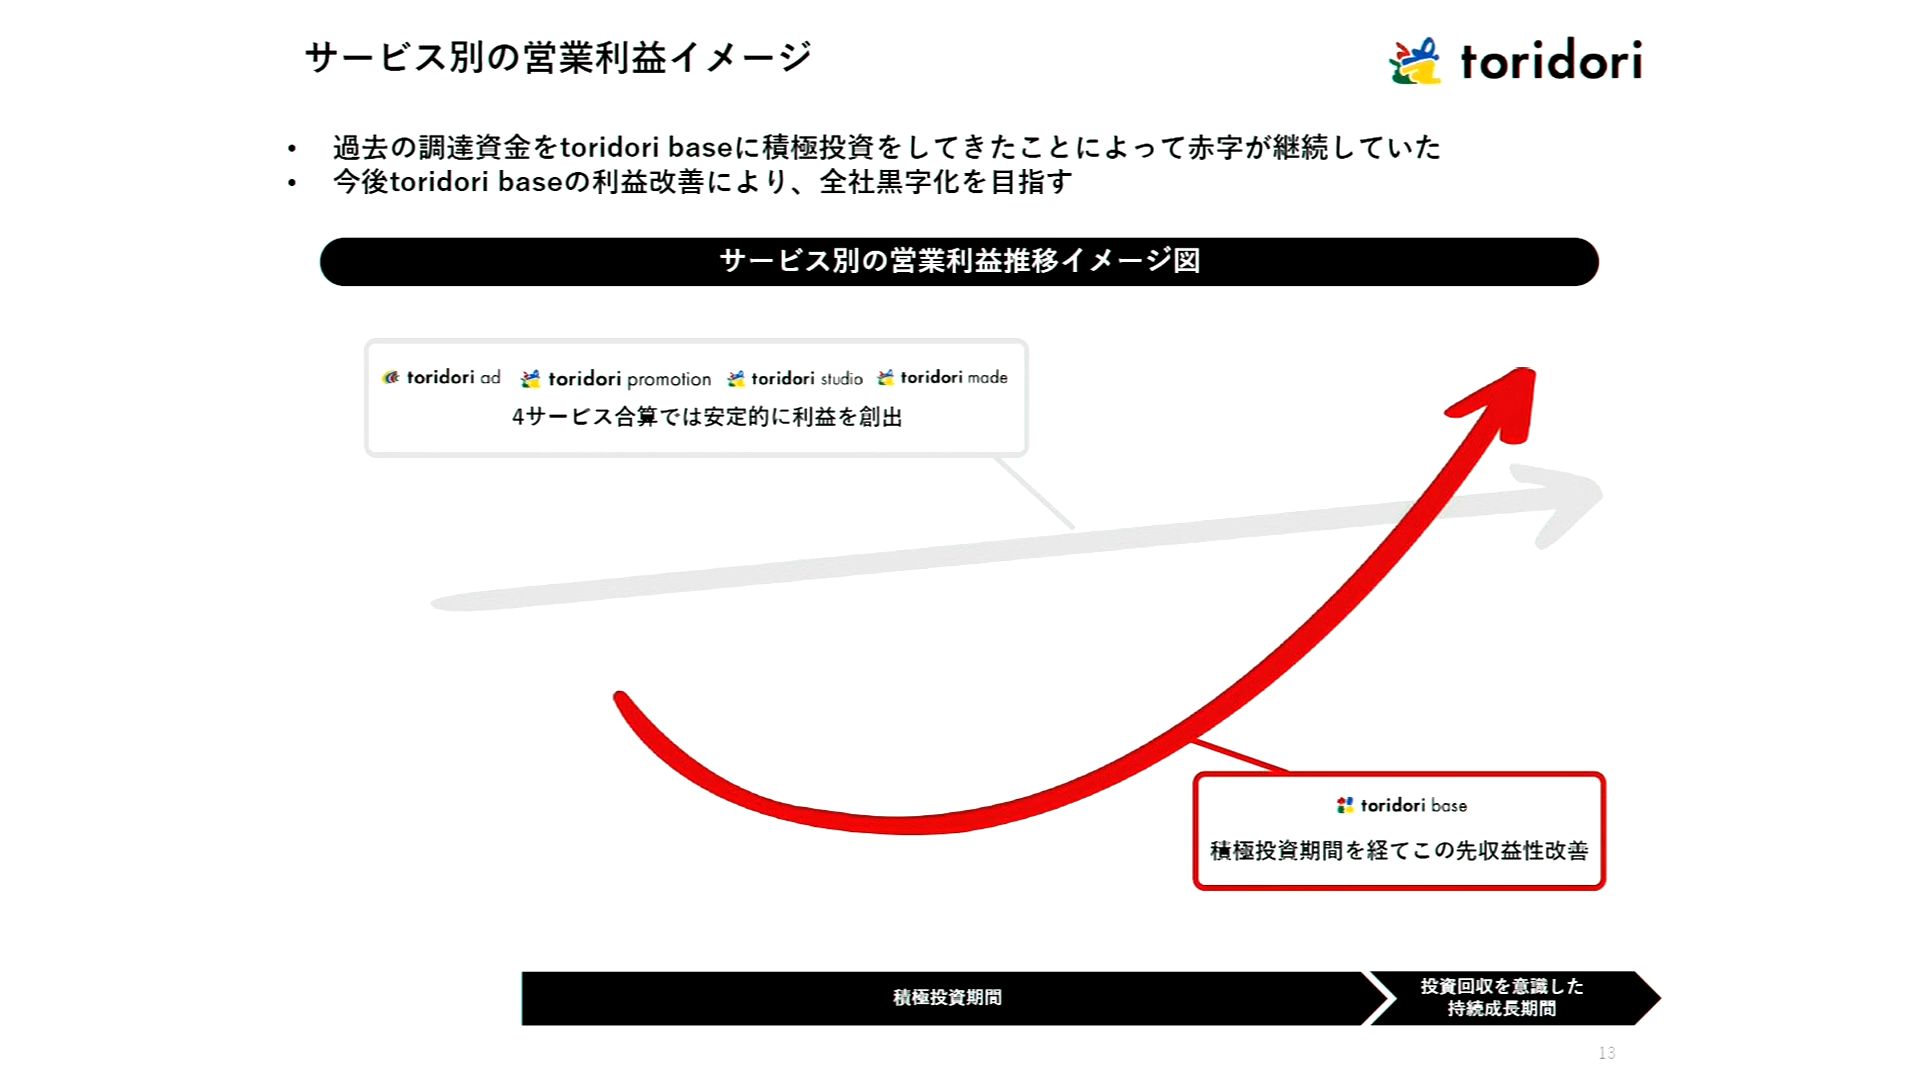 サービス別の営業利益イメージ
toridori
• 過去の調達資金をtoridori baseに積極投資をしてきたことによって赤字が継続していた
• 今後toridori baseの利益改善により、全社黒字化を目指す
サービス別の営業利益推移イメージ図
toridori ad toridori promotion toridori studio toridori made
4サービス合算では安定的に利益を創出
toridori base
積極投資期間を経てこの先収益性改善
積極投資期間
投資回収を意識した
持続成長期間
13